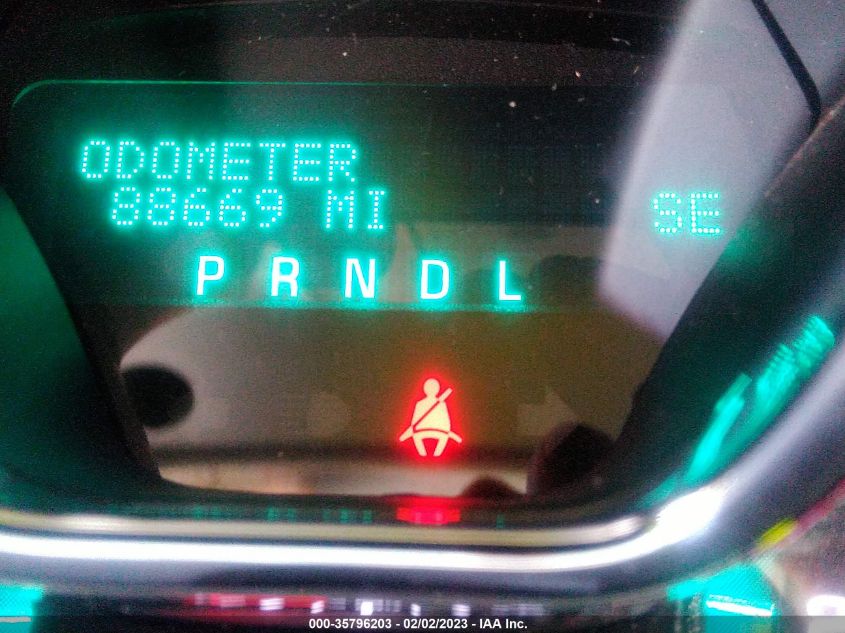 ODOMETER
88669 MI SE
P R N D L
000-35796203 - 02/02/2023 - IAA Inc.